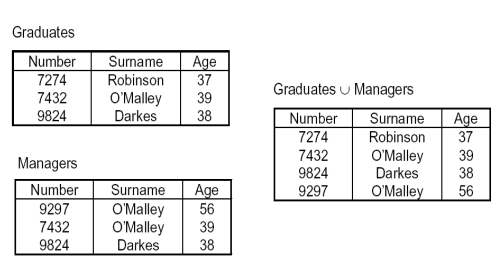 Graduates
Number Surname Age
7274 Robinson 37
7432 O'Malley 39
9824 Darkes 38
Managers
Number Surname Age
9297 O'Malley 56
7432 O'Malley 39
9824 Darkes 38
Graduates ∪ Managers
Number Surname Age
7274 Robinson 37
7432 O'Malley 39
9824 Darkes 38
9297 O'Malley 56